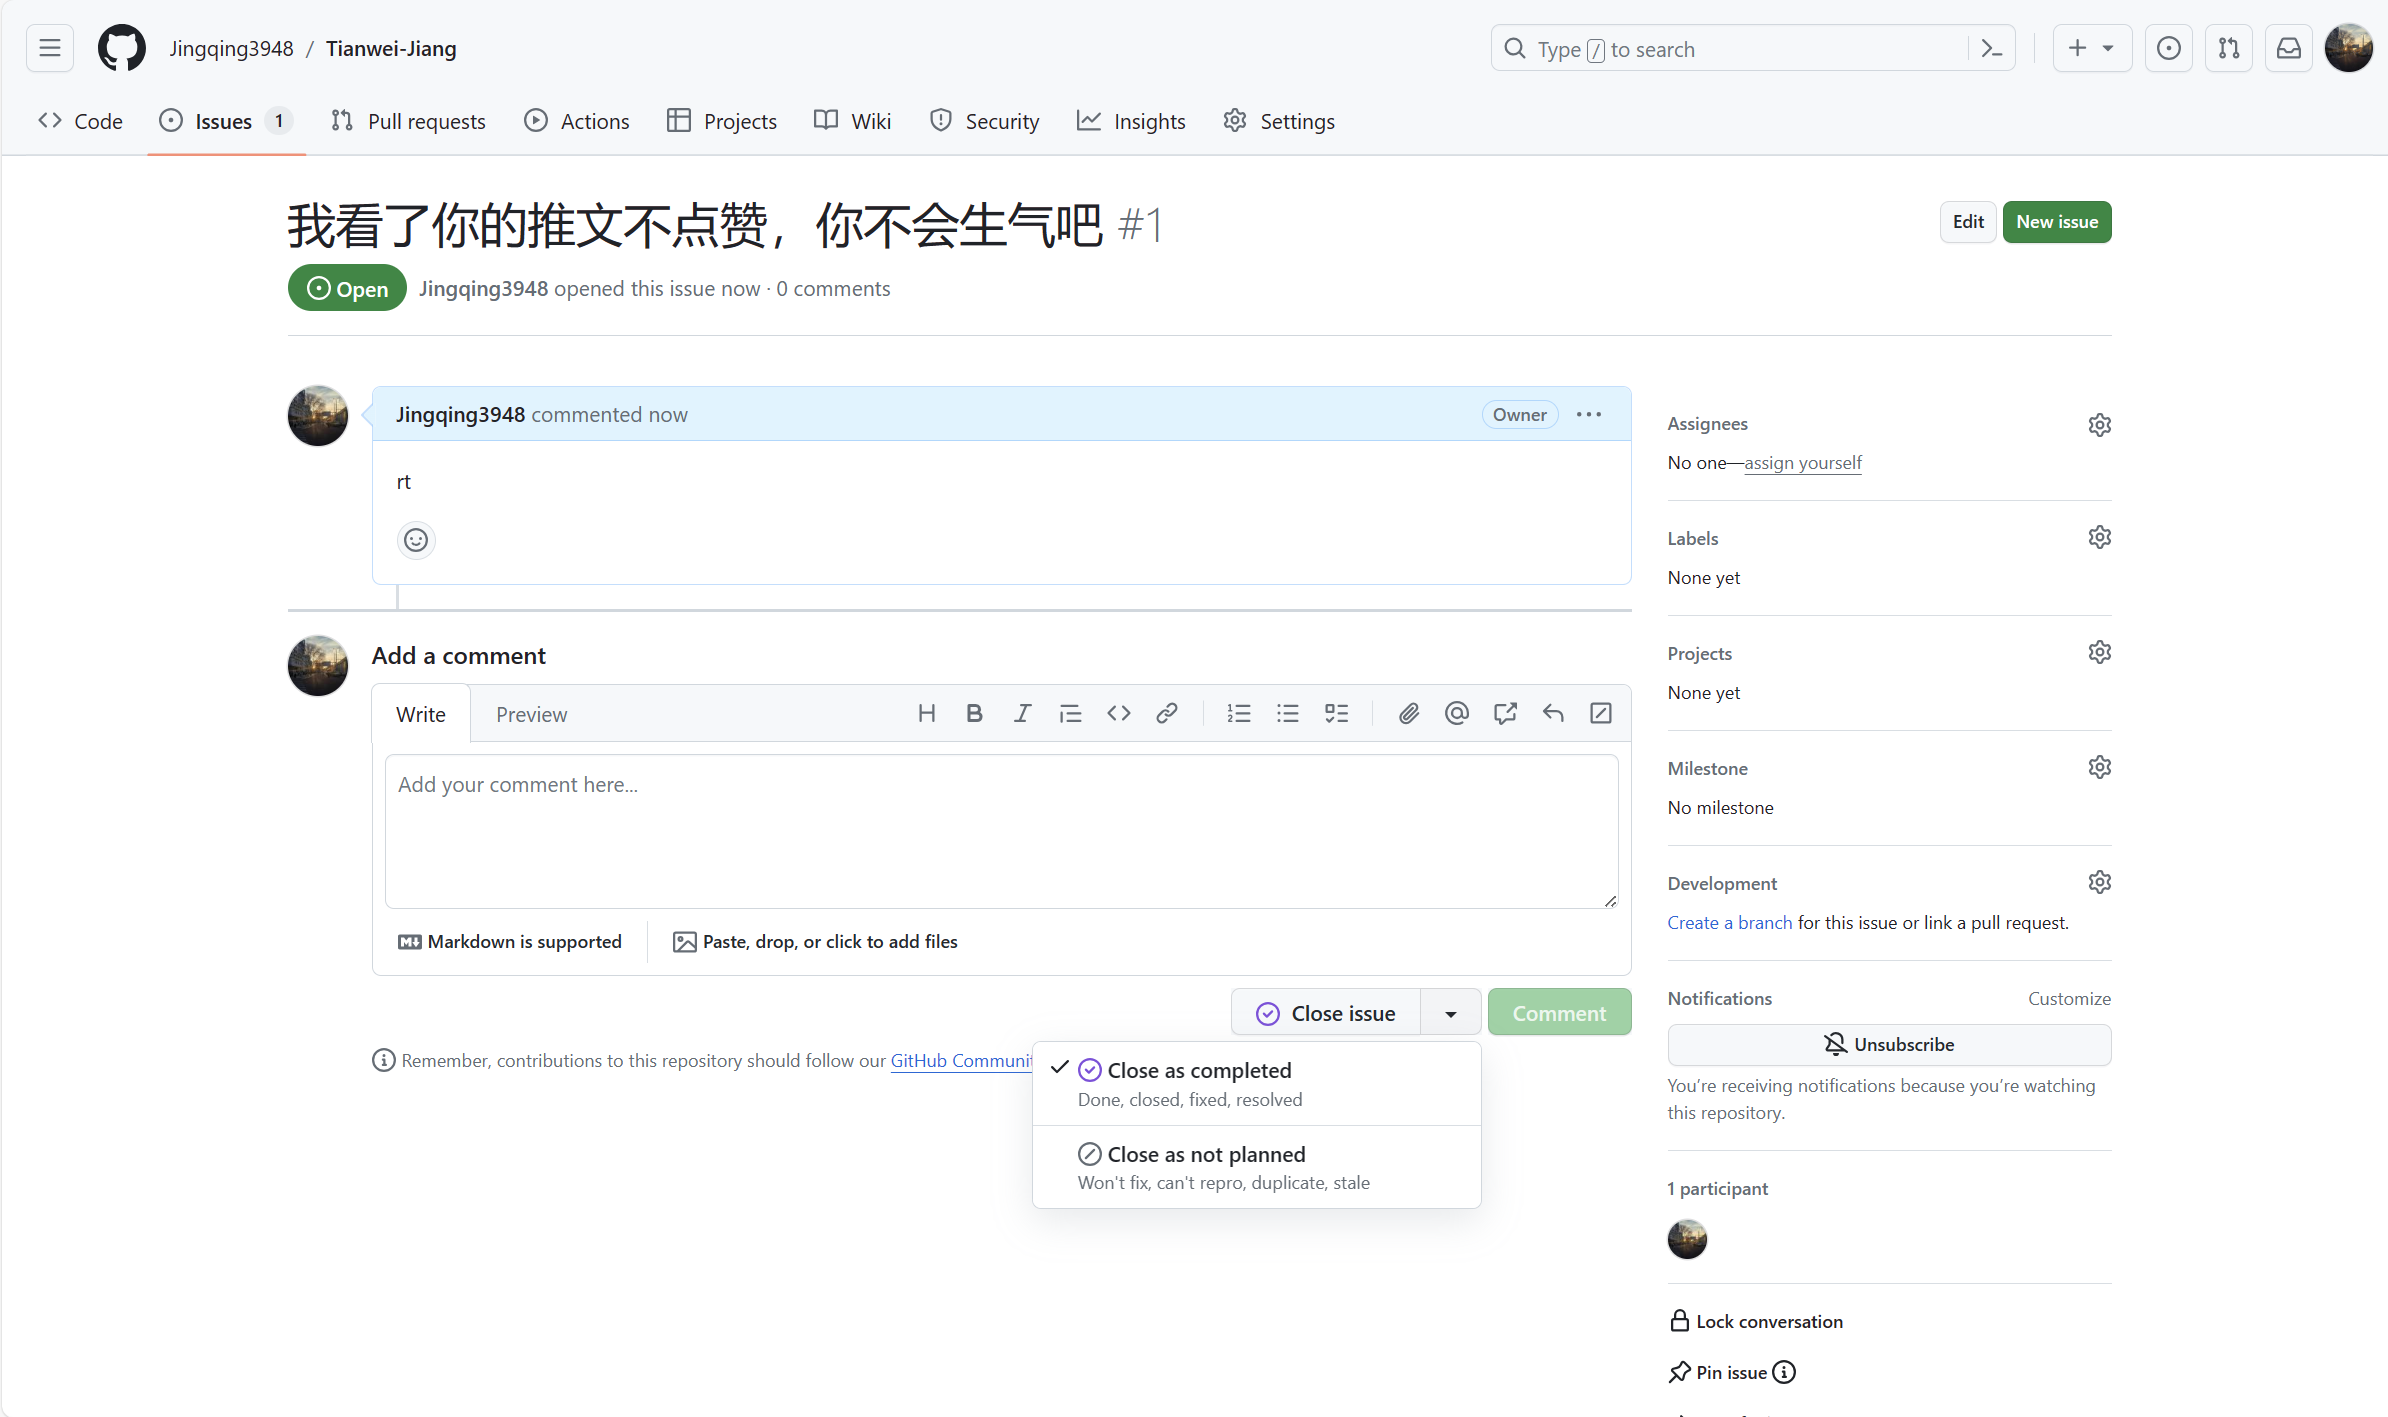 Jingqing3948 / Tianwei-Jiang
Type / to search
Code
Issues 1
Pull requests
Actions
Projects
Wiki
Security
Insights
Settings
我看了你的推文不点赞，你不会生气吧 #1
Edit
New issue
Open
Jingqing3948 opened this issue now · 0 comments
Jingqing3948 commented now
Owner
rt
Add a comment
Write
Preview
Add your comment here...
Markdown is supported
Paste, drop, or click to add files
Close issue
Comment
Remember, contributions to this repository should follow our GitHub Communit
Close as completed
Done, closed, fixed, resolved
Close as not planned
Won't fix, can't repro, duplicate, stale
Assignees
No one—assign yourself
Labels
None yet
Projects
None yet
Milestone
No milestone
Development
Create a branch for this issue or link a pull request.
Notifications
Customize
Unsubscribe
You're receiving notifications because you're watching
this repository.
1 participant
Lock conversation
Pin issue